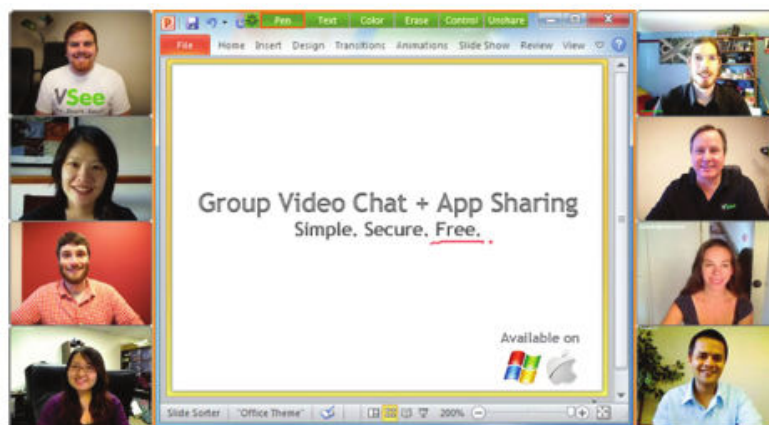 Pen Text Color Erase Control Unshare
File Home Insert Design Transitions Animations Slide Show Review View
VSee
Group Video Chat + App Sharing
Simple. Secure. Free.
Available on
Slide Sorter "Office Theme" 200%